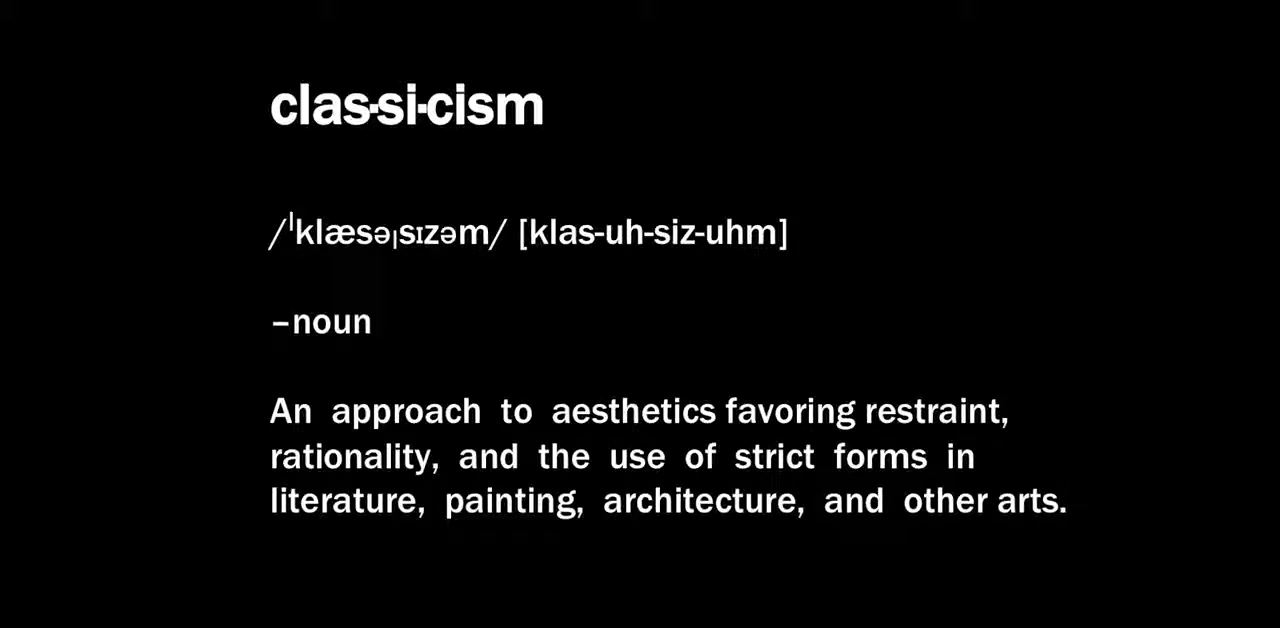 clas·si·cism
/ˈklæsəˌsɪzəm/ [klas-uh-siz-uhm]
–noun
An approach to aesthetics favoring restraint,
rationality, and the use of strict forms in
literature, painting, architecture, and other arts.